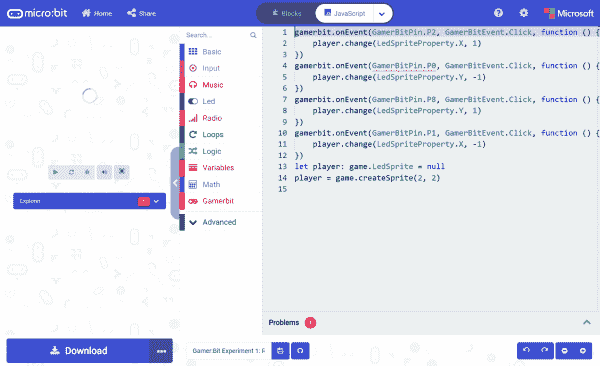 micro:bit Home Share Blocks JavaScript Microsoft
Search...
Basic
Input
Music
Led
Radio
Loops
Logic
Variables
Math
Gamerbit
Advanced
Explorer
1 gamerbit.onEvent(GamerBitPin.P2, GamerBitEvent.Click, function () {
2 player.change(LedSpriteProperty.X, 1)
3 })
4 gamerbit.onEvent(GamerBitPin.P0, GamerBitEvent.Click, function () {
5 player.change(LedSpriteProperty.Y, -1)
6 })
7 gamerbit.onEvent(GamerBitPin.P8, GamerBitEvent.Click, function () {
8 player.change(LedSpriteProperty.Y, 1)
9 })
10 gamerbit.onEvent(GamerBitPin.P1, GamerBitEvent.Click, function () {
11 player.change(LedSpriteProperty.X, -1)
12 })
13 let player: game.LedSprite = null
14 player = game.createSprite(2, 2)
15
Problems
Download
Gamer:Bit Experiment 1: